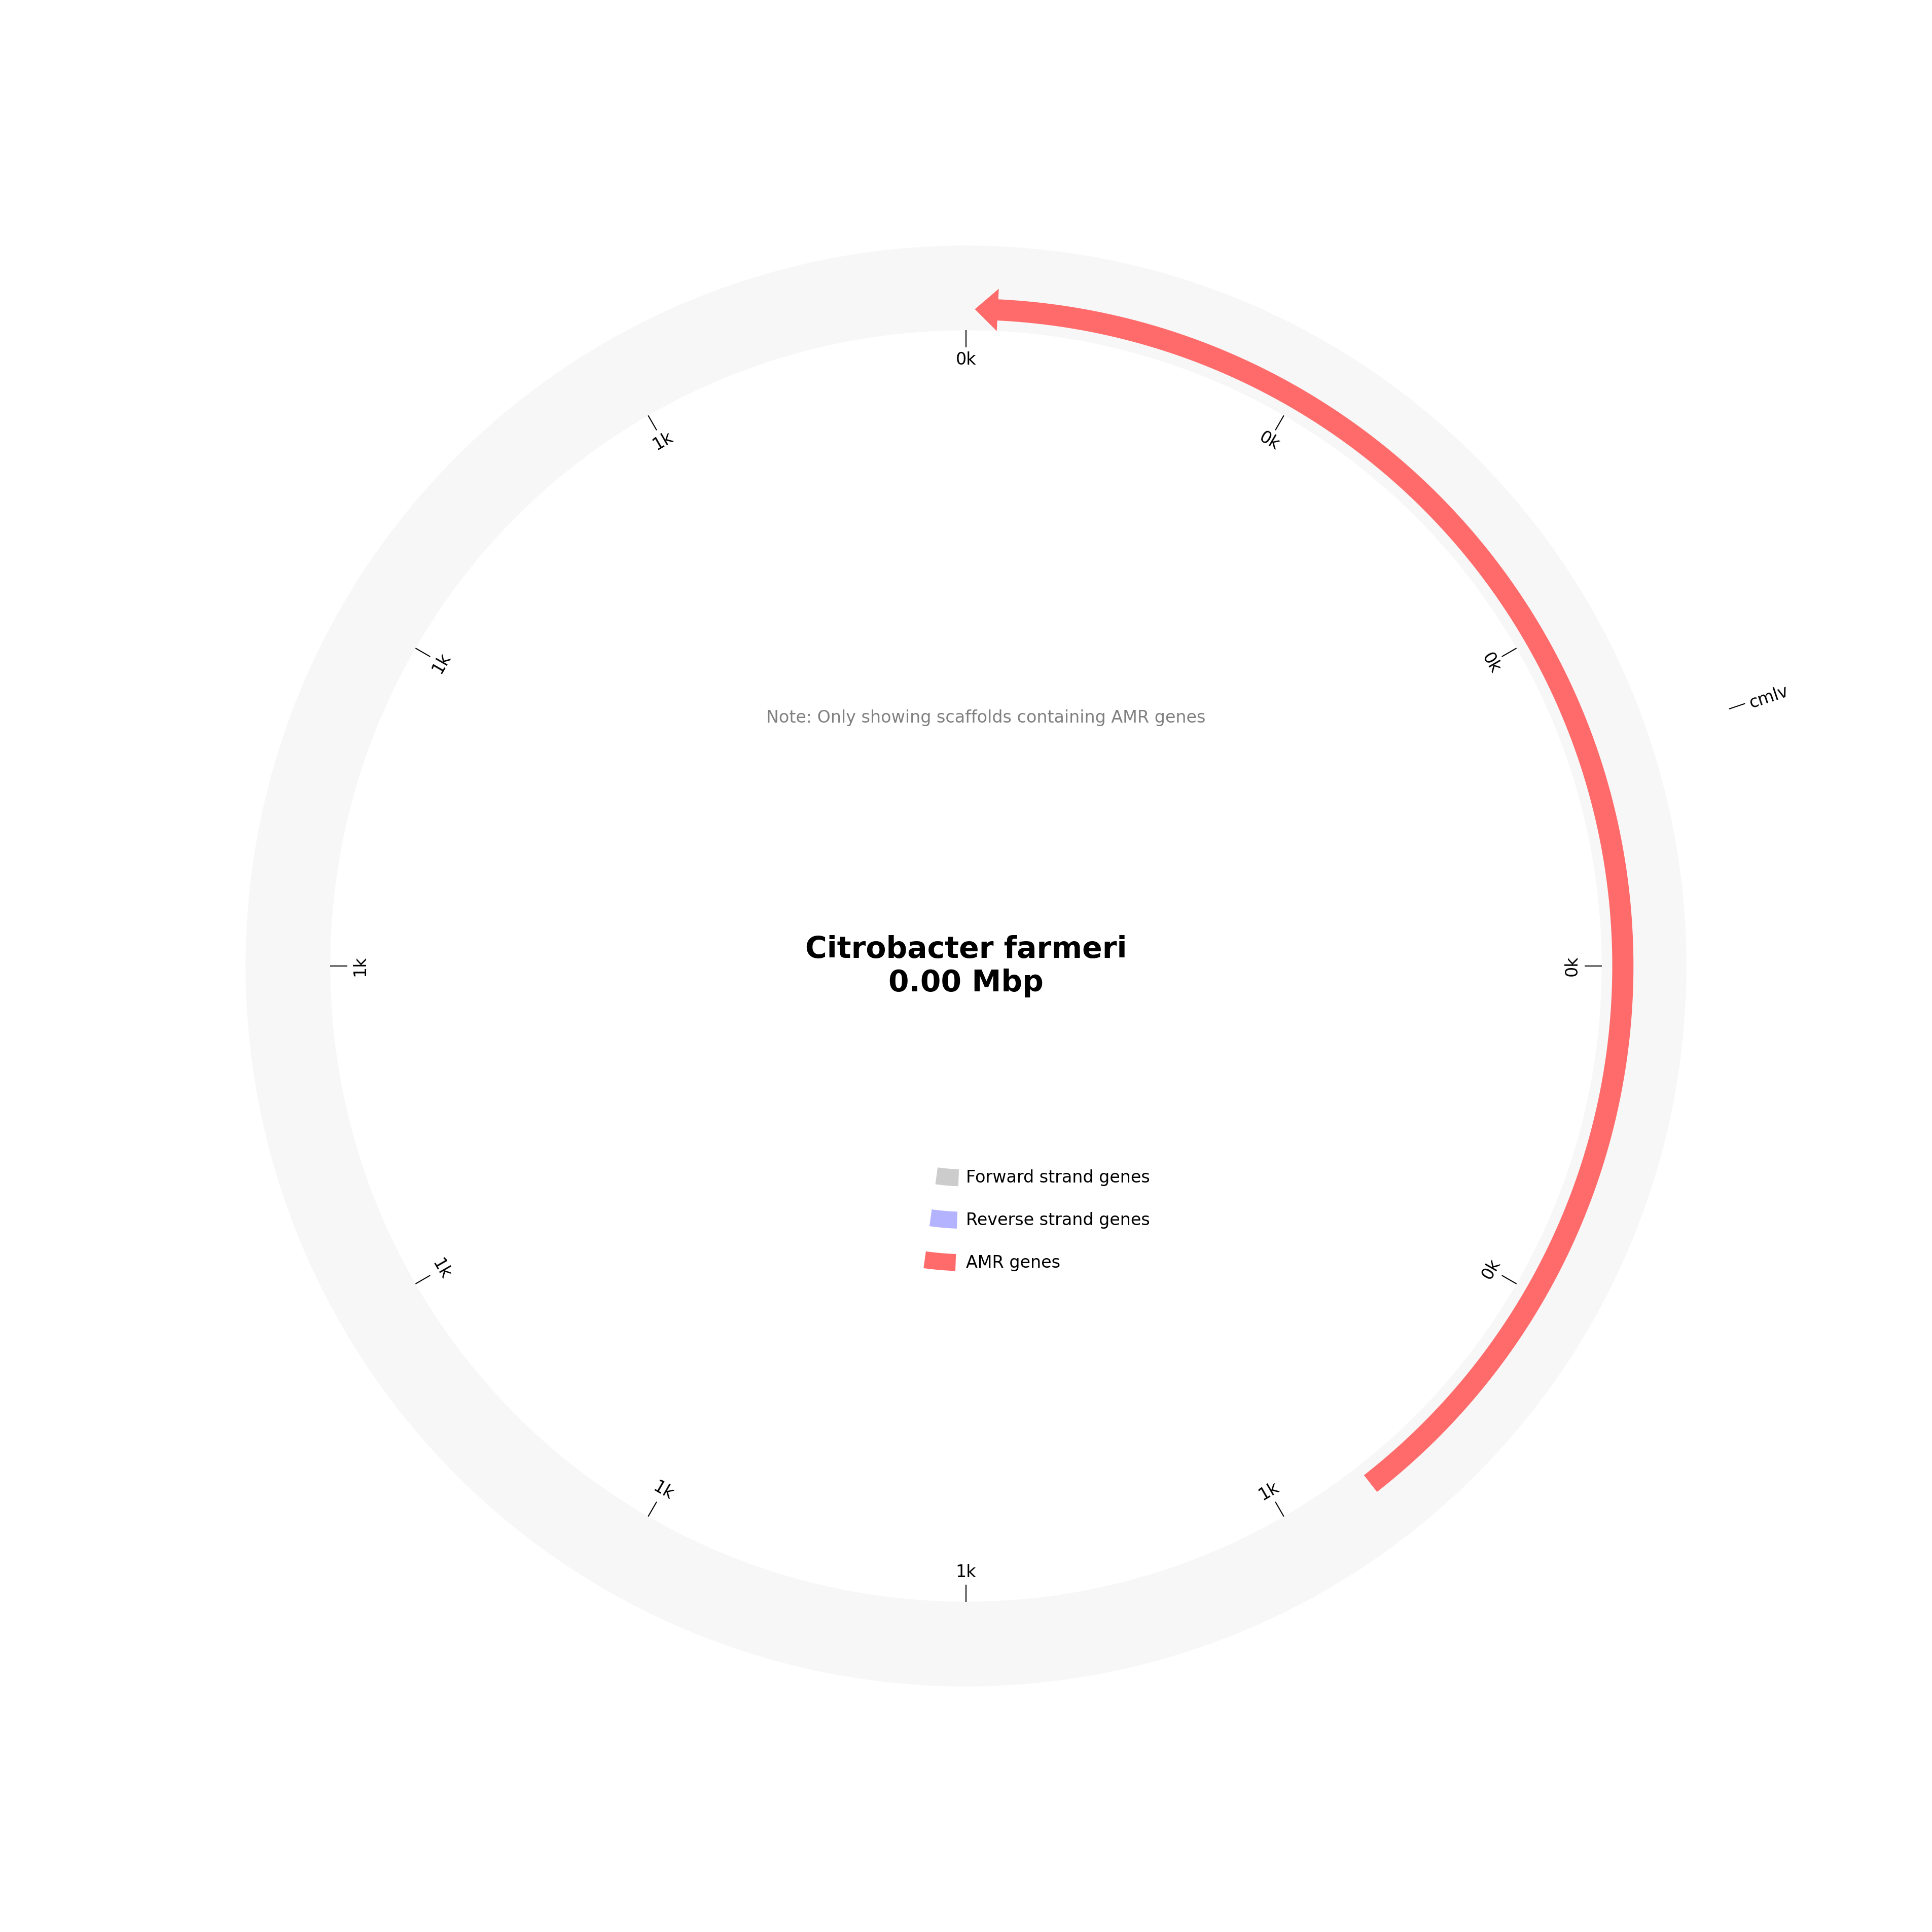 0k
1k
0k
1k
0k
cmlv
Note: Only showing scaffolds containing AMR genes
Citrobacter farmeri
1k
0k
0.00 Mbp
Forward strand genes
Reverse strand genes
AMR genes
1k
0k
1k
1k
1k